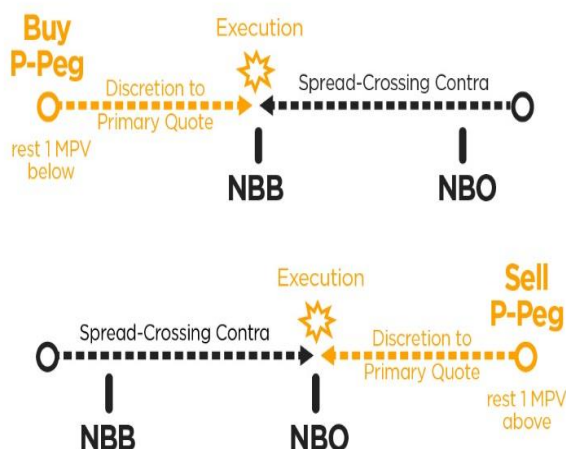 Buy
P-Peg
Execution
Discretion to
Primary Quote
Spread-Crossing Contra
rest 1 MPV
below
NBB
NBO
Execution
Sell
P-Peg
Spread-Crossing Contra
Discretion to
Primary Quote
rest 1 MPV
above
NBB
NBO